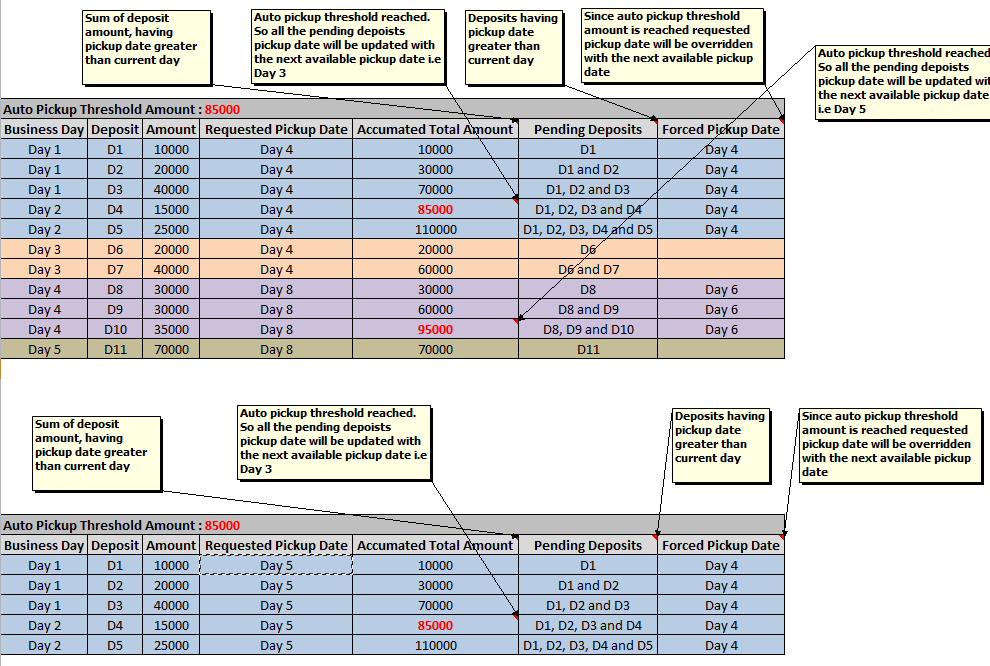 Sum of deposit
amount, having
pickup date greater
than current day
Auto pickup threshold reached.
So all the pending depoists
pickup date will be updated with
the next available pickup date i.e
Day 3
Deposits having
pickup date
greater than
current day
Since auto pickup threshold
amount is reached requested
pickup date will be overridden
with the next available pickup
date
Auto pickup threshold reached
So all the pending depoists
pickup date will be updated wi
the next available pickup date
i.e Day 5
Auto Pickup Threshold Amount : 85000
Business Day Deposit Amount Requested Pickup Date Accumated Total Amount Pending Deposits Forced Pickup Date
Day 1 D1 10000 Day 4 10000 D1 Day 4
Day 1 D2 20000 Day 4 30000 D1 and D2 Day 4
Day 1 D3 40000 Day 4 70000 D1, D2 and D3 Day 4
Day 2 D4 15000 Day 4 85000 D1, D2, D3 and D4 Day 4
Day 2 D5 25000 Day 4 110000 D1, D2, D3, D4 and D5 Day 4
Day 3 D6 20000 Day 4 20000 D6
Day 3 D7 40000 Day 4 60000 D6 and D7
Day 4 D8 30000 Day 8 30000 D8 Day 6
Day 4 D9 30000 Day 8 60000 D8 and D9 Day 6
Day 4 D10 35000 Day 8 95000 D8, D9 and D10 Day 6
Day 5 D11 70000 Day 8 70000 D11
Sum of deposit
amount, having
pickup date greater
than current day
Auto pickup threshold reached.
So all the pending depoists
pickup date will be updated with
the next available pickup date i.e
Day 3
Deposits having
pickup date
greater than
current day
Since auto pickup threshold
amount is reached requested
pickup date will be overridden
with the next available pickup
date
Auto Pickup Threshold Amount : 85000
Business Day Deposit Amount Requested Pickup Date Accumated Total Amount Pending Deposits Forced Pickup Date
Day 1 D1 10000 Day 5 10000 D1 Day 4
Day 1 D2 20000 Day 5 30000 D1 and D2 Day 4
Day 1 D3 40000 Day 5 70000 D1, D2 and D3 Day 4
Day 2 D4 15000 Day 5 85000 D1, D2, D3 and D4 Day 4
Day 2 D5 25000 Day 5 110000 D1, D2, D3, D4 and D5 Day 4